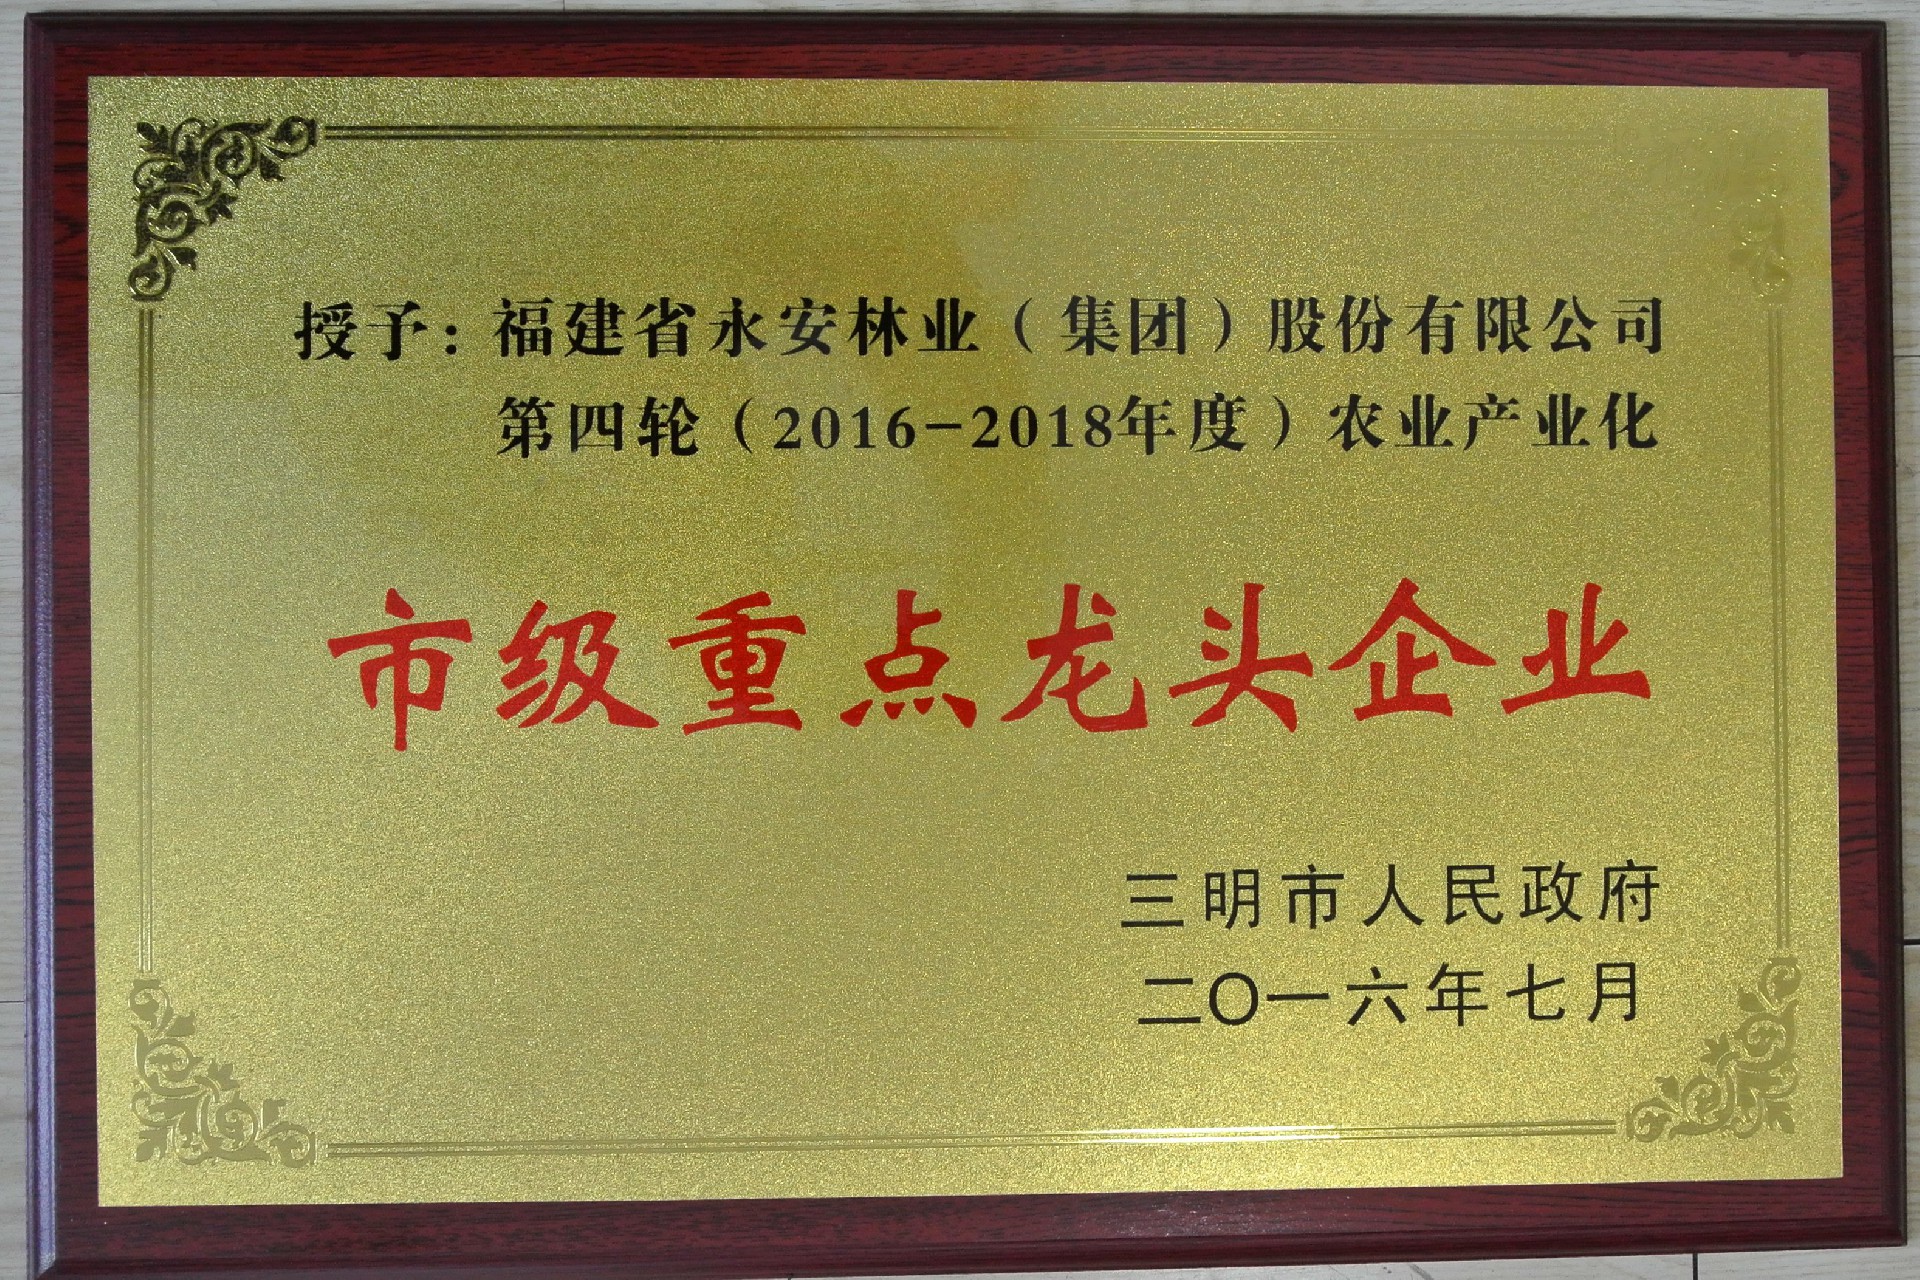 授予：福建省永安林业（集团）股份有限公司
第四轮（2016-2018年度）农业产业化
市级重点龙头企业
三明市人民政府
二〇一六年七月